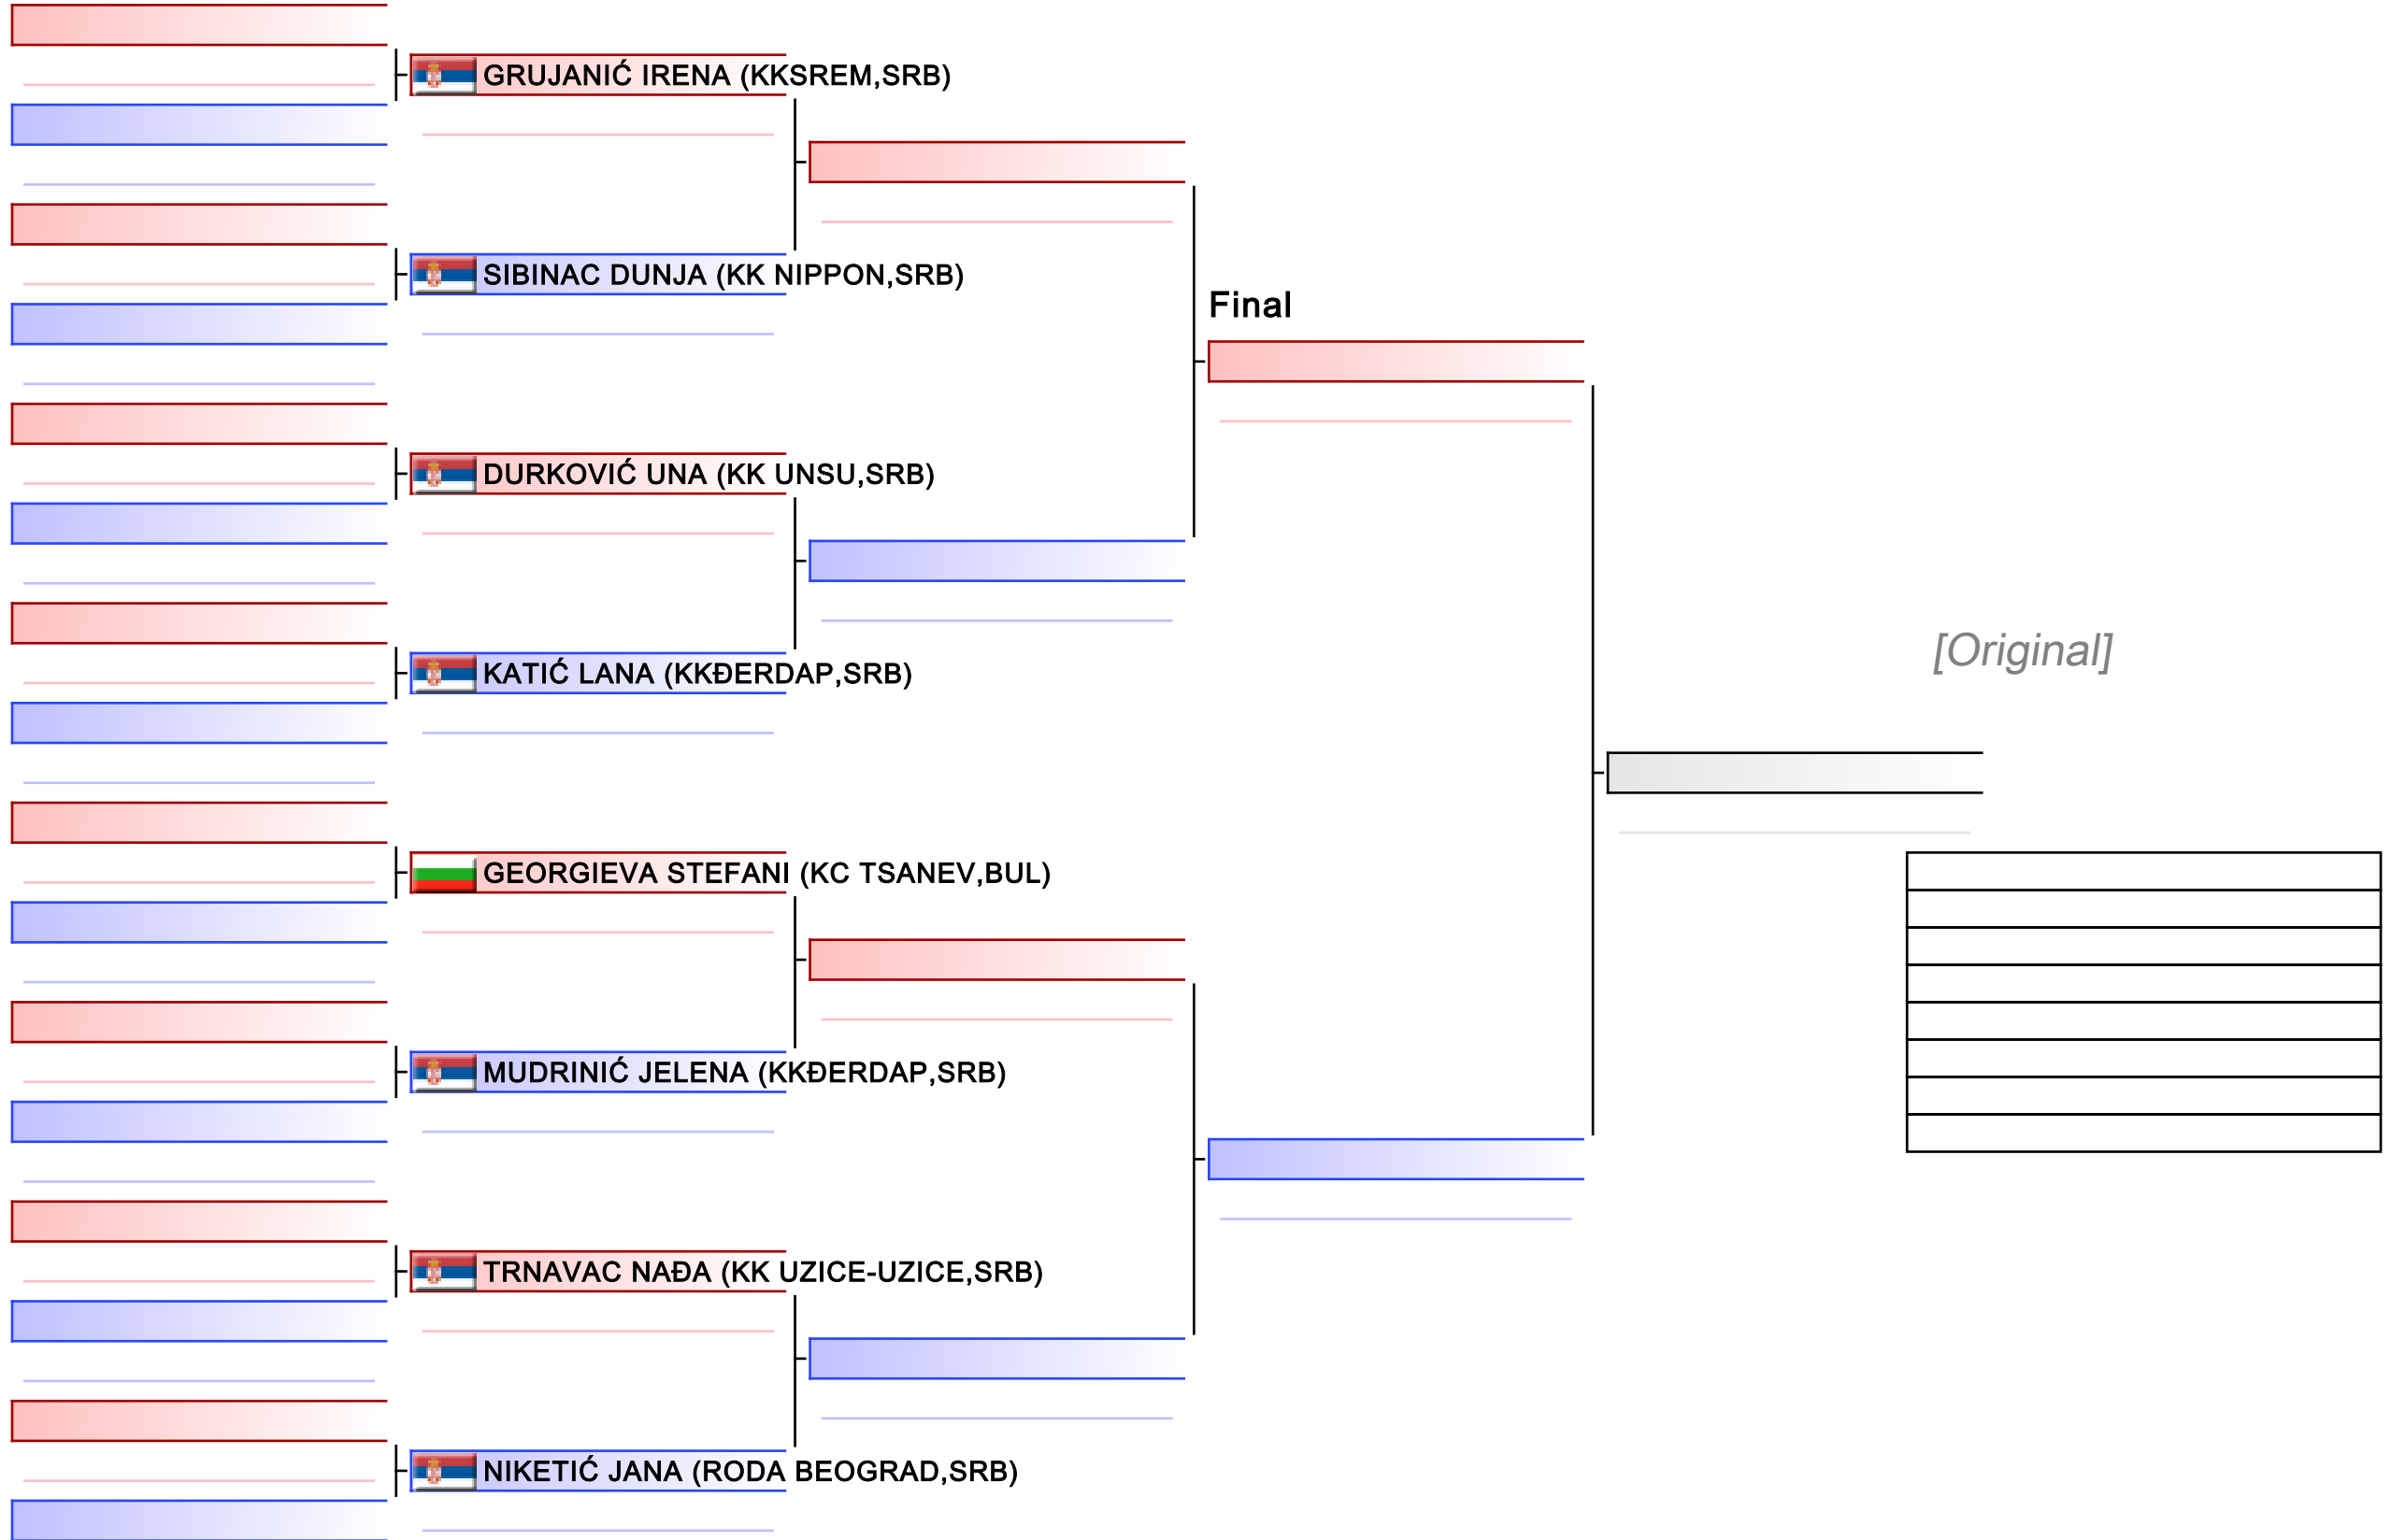 GRUJANIĆ IRENA (KKSREM,SRB)
SIBINAC DUNJA (KK NIPPON,SRB)
Final
DURKOVIĆ UNA (KK UNSU,SRB)
[Original]
KATIĆ LANA (KKĐERDAP,SRB)
GEORGIEVA STEFANI (KC TSANEV,BUL)
MUDRINIĆ JELENA (KKĐERDAP,SRB)
TRNAVAC NAĐA (KK UZICE-UZICE,SRB)
NIKETIĆ JANA (RODA BEOGRAD,SRB)